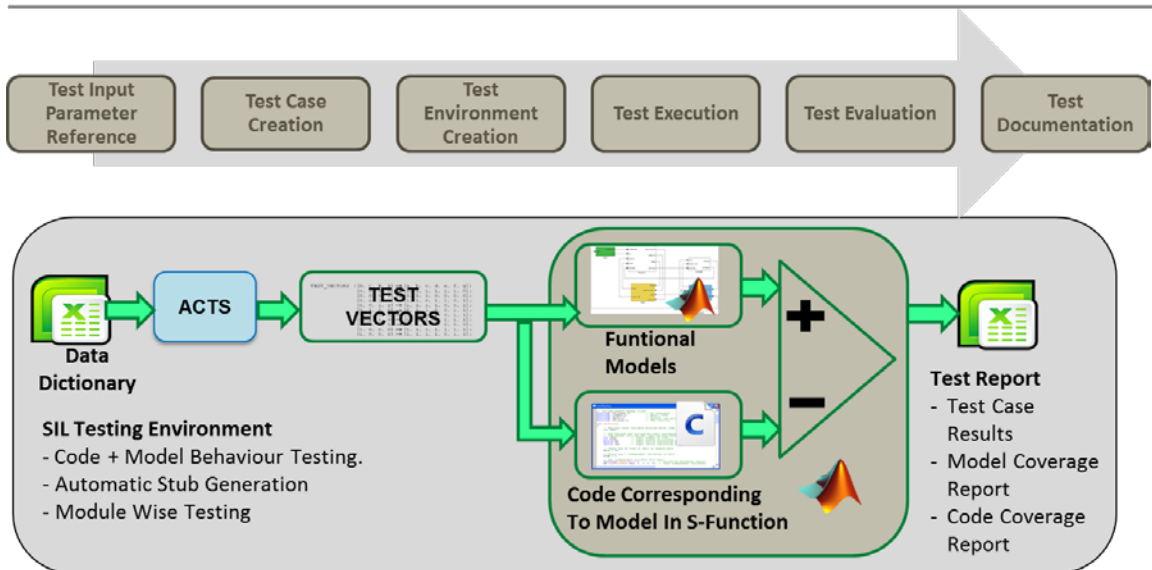 Test Input
Parameter
Reference
Test Case
Creation
Test
Environment
Creation
Test Execution
Test Evaluation
Test
Documentation
Data
Dictionary
ACTS
TEST
VECTORS
Funtional
Models
C
Code Corresponding
To Model In S-Function
+
−
SIL Testing Environment
- Code + Model Behaviour Testing.
- Automatic Stub Generation
- Module Wise Testing
Test Report
- Test Case
Results
- Model Coverage
Report
- Code Coverage
Report